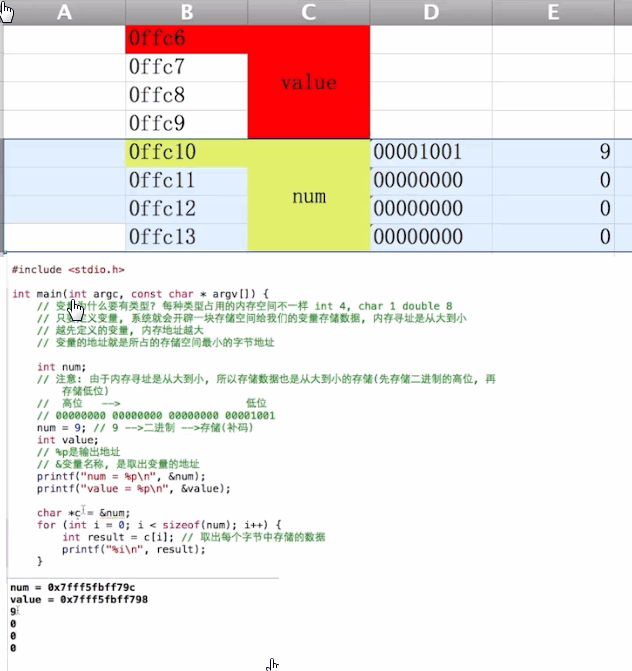 A B C D E
0ffc6
0ffc7
value
0ffc8
0ffc9
0ffc10 00001001 9
0ffc11 00000000 0
num
0ffc12 00000000 0
0ffc13 00000000 0
#include <stdio.h>
int main(int argc, const char * argv[]) {
// 变量为什么要有类型? 每种类型占用的内存空间不一样 int 4, char 1 double 8
// 只要定义变量, 系统就会开辟一块存储空间给我们的变量存储数据, 内存寻址是从大到小
// 越先定义的变量, 内存地址越大
// 变量的地址就是所占的存储空间最小的字节地址
int num;
// 注意: 由于内存寻址是从大到小, 所以存储数据也是从大到小的存储(先存储二进制的高位, 再
存储低位)
// 高位 --> 低位
// 00000000 00000000 00000000 00001001
num = 9; // 9 -->二进制 -->存储(补码)
int value;
// %p是输出地址
// &变量名称, 是取出变量的地址
printf("num = %p\n", &num);
printf("value = %p\n", &value);
char *c = &num;
for (int i = 0; i < sizeof(num); i++) {
int result = c[i]; // 取出每个字节中存储的数据
printf("%i\n", result);
}
num = 0x7fff5fbff79c
value = 0x7fff5fbff798
9
0
0
0